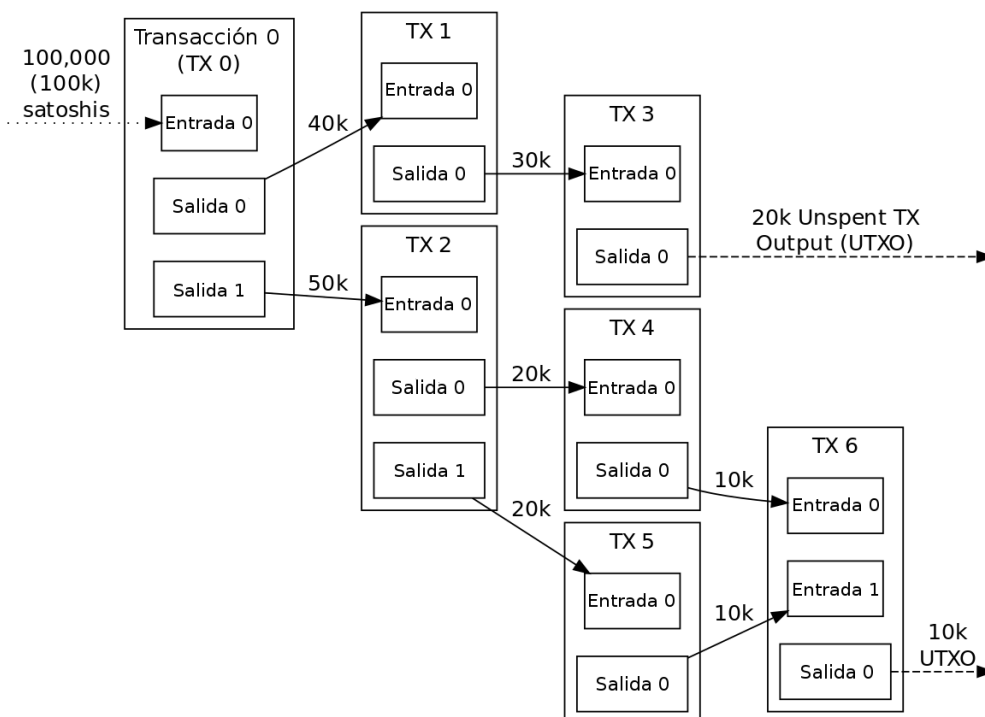 100,000
(100k)
satoshis
Transacción 0
(TX 0)
Entrada 0
Salida 0
Salida 1
40k
50k
TX 1
Entrada 0
Salida 0
TX 2
Entrada 0
Salida 0
Salida 1
30k
20k
20k
TX 3
Entrada 0
Salida 0
TX 4
Entrada 0
Salida 0
TX 5
Entrada 0
Salida 0
10k
10k
TX 6
Entrada 0
Entrada 1
Salida 0
20k Unspent TX
Output (UTXO)
10k
UTXO